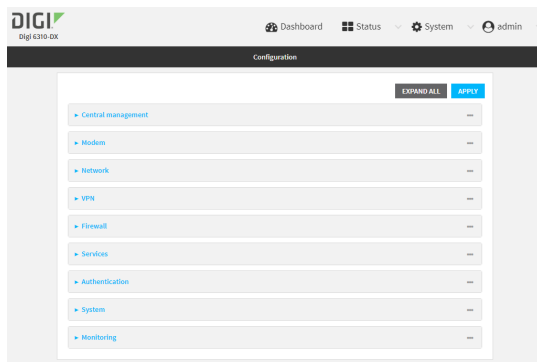 DIGI
Digi 6310-DX
Dashboard Status System admin
Configuration
EXPAND ALL APPLY
Central management
Modem
Network
VPN
Firewall
Services
Authentication
System
Monitoring